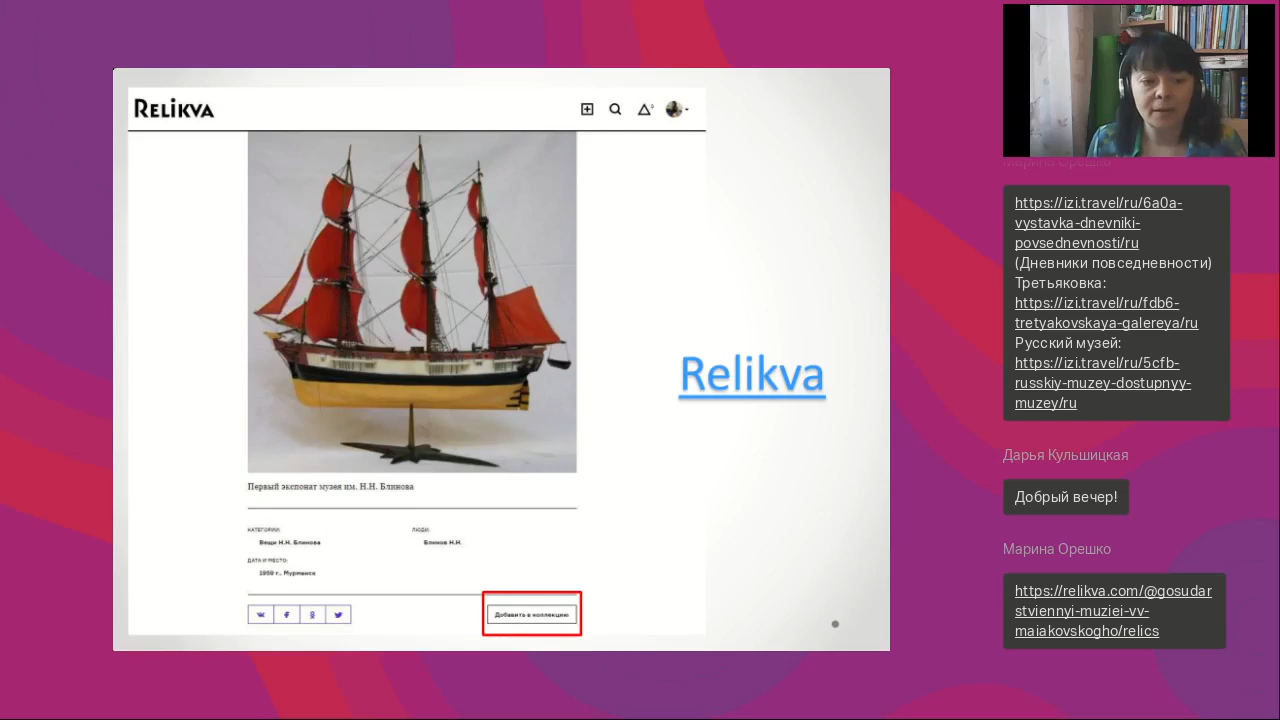 RELIKVA
Relikva
Первый экспонат музея им. Н.Н. Блинова
КАТЕГОРИИ:
Вещи Н.Н. Блинова
ЛЮДИ:
Блинов Н.Н.
ДАТА И МЕСТО:
1959 г., Мурманск
Добавить в коллекцию
Марина Орешко
https://izi.travel/ru/6a0a-
vystavka-dnevniki-
povsednevnosti/ru
(Дневники повседневности)
Третьяковка:
https://izi.travel/ru/fdb6-
tretyakovskaya-galereya/ru
Русский музей:
https://izi.travel/ru/5cfb-
russkiy-muzey-dostupnyy-
muzey/ru
Дарья Кульшицкая
Добрый вечер!
Марина Орешко
https://relikva.com/@gosudar
stviennyi-muziei-vv-
maiakovskogho/relics